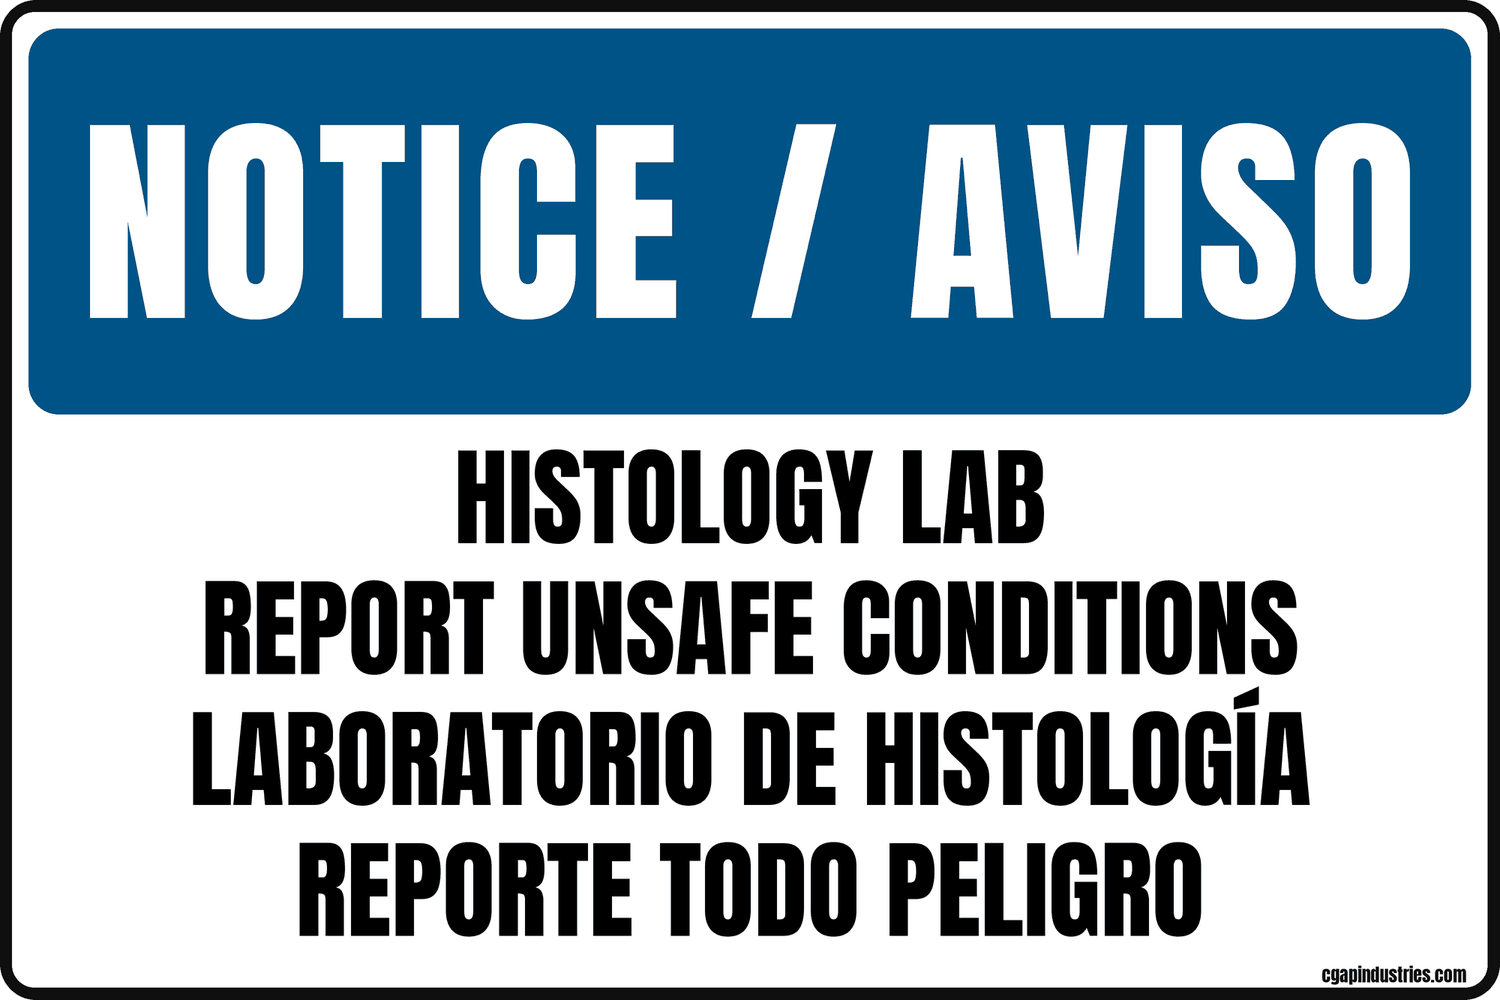 NOTICE / AVISO
HISTOLOGY LAB
REPORT UNSAFE CONDITIONS
LABORATORIO DE HISTOLOGÍA
REPORTE TODO PELIGRO
cgapindustries.com